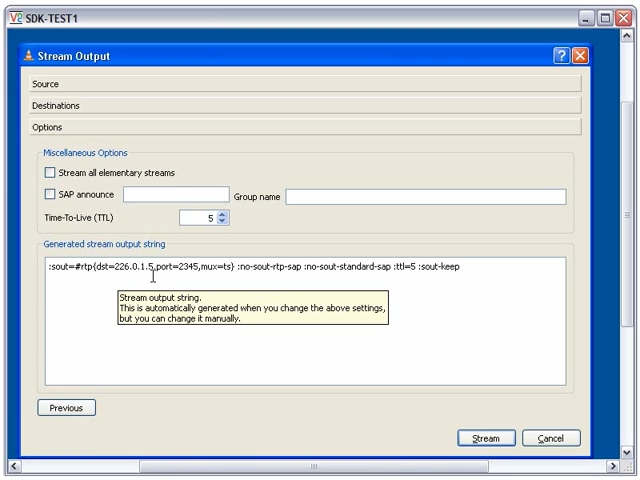 SDK-TEST1
Stream Output
Source
Destinations
Options
Miscellaneous Options
Stream all elementary streams
SAP announce
Group name
Time-To-Live (TTL)
5
Generated stream output string
:sout=#rtp{dst=226.0.1.5,port=2345,mux=ts} :no-sout-rtp-sap :no-sout-standard-sap :ttl=5 :sout-keep
Stream output string.
This is automatically generated when you change the above settings,
but you can change it manually.
Previous
Stream
Cancel